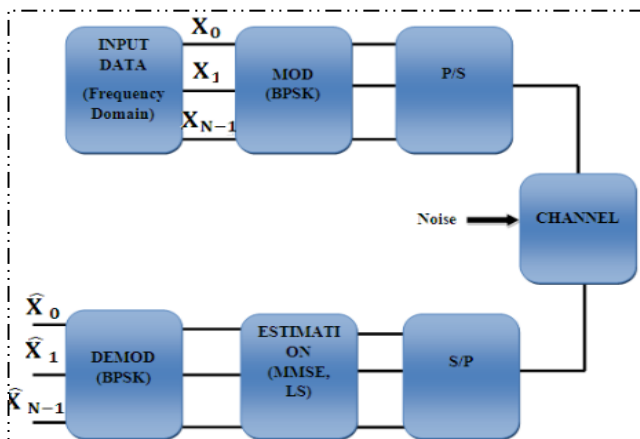 INPUT
DATA
(Frequency
Domain)
X₀
X₁
X_N−1
MOD
(BPSK)
P/S
Noise
CHANNEL
X̂ ₀
X̂ ₁
X̂ N−1
DEMOD
(BPSK)
ESTIMATI
ON
(MMSE,
LS)
S/P